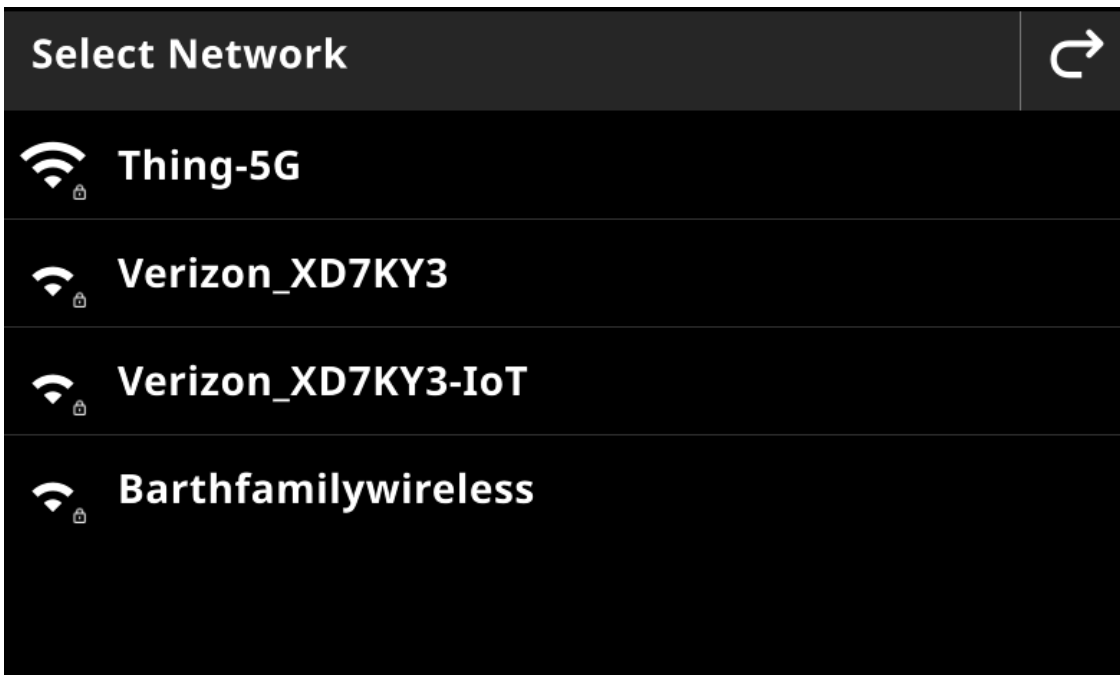 Select Network
Thing-5G
Verizon_XD7KY3
Verizon_XD7KY3-IoT
Barthfamilywireless